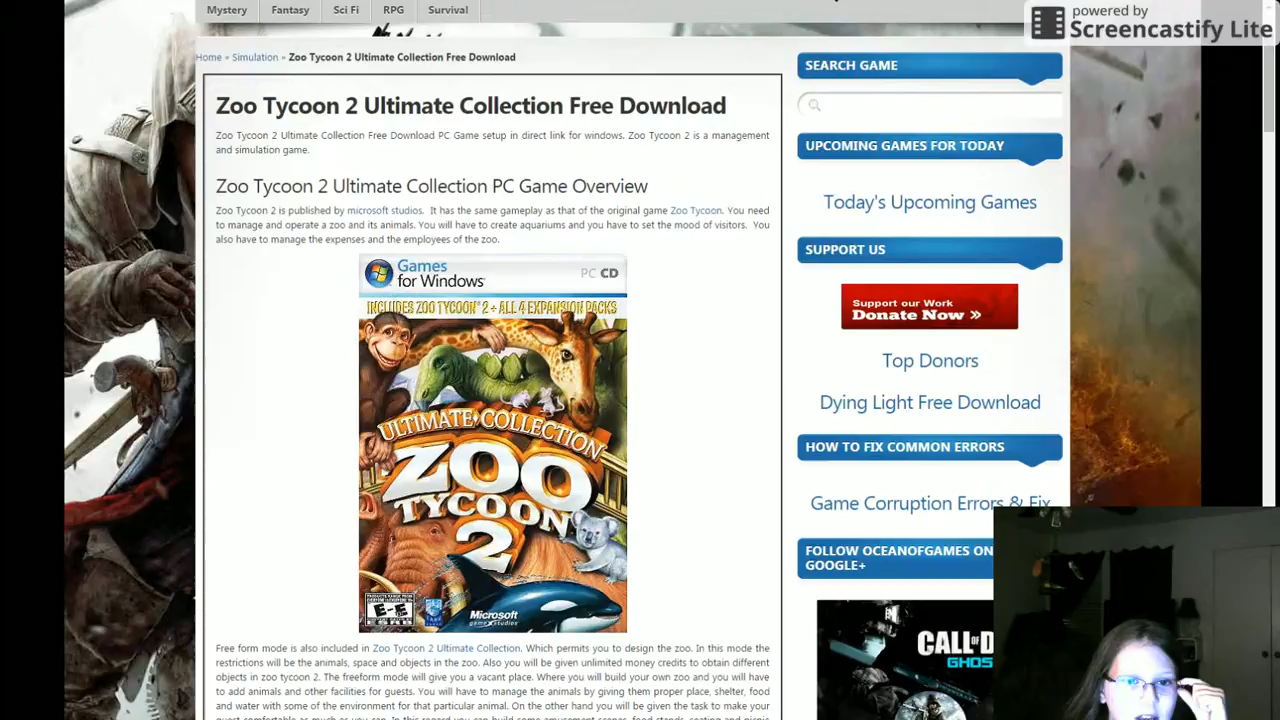 Mystery Fantasy Sci Fi RPG Survival
powered by
Screencastify Lite
Home » Simulation » Zoo Tycoon 2 Ultimate Collection Free Download
Zoo Tycoon 2 Ultimate Collection Free Download
Zoo Tycoon 2 Ultimate Collection Free Download PC Game setup in direct link for windows. Zoo Tycoon 2 is a management
and simulation game.
Zoo Tycoon 2 Ultimate Collection PC Game Overview
Zoo Tycoon 2 is published by microsoft studios. It has the same gameplay as that of the original game Zoo Tycoon. You need
to manage and operate a zoo and its animals. You will have to create aquariums and you have to set the mood of visitors. You
also have to manage the expenses and the employees of the zoo.
Games
for Windows
PC CD
INCLUDES ZOO TYCOON 2 + ALL 4 EXPANSION PACKS
ULTIMATE COLLECTION
ZOO
TYCOON
2
E-E
ESRB
Microsoft
game studios
Free form mode is also included in Zoo Tycoon 2 Ultimate Collection. Which permits you to design the zoo. In this mode the
restrictions will be the animals, space and objects in the zoo. Also you will be given unlimited money credits to obtain different
objects in zoo tycoon 2. The freeform mode will give you a vacant place. Where you will build your own zoo and you will have
to add animals and other facilities for guests. You will have to manage the animals by giving them proper place, shelter, food
and water with some of the environment for that particular animal. On the other hand you will be given the task to make your
SEARCH GAME
UPCOMING GAMES FOR TODAY
Today's Upcoming Games
SUPPORT US
Support our Work
Donate Now »
Top Donors
Dying Light Free Download
HOW TO FIX COMMON ERRORS
Game Corruption Errors & Fix
FOLLOW OCEANOFGAMES ON
GOOGLE+
CALL OF D
GHOS